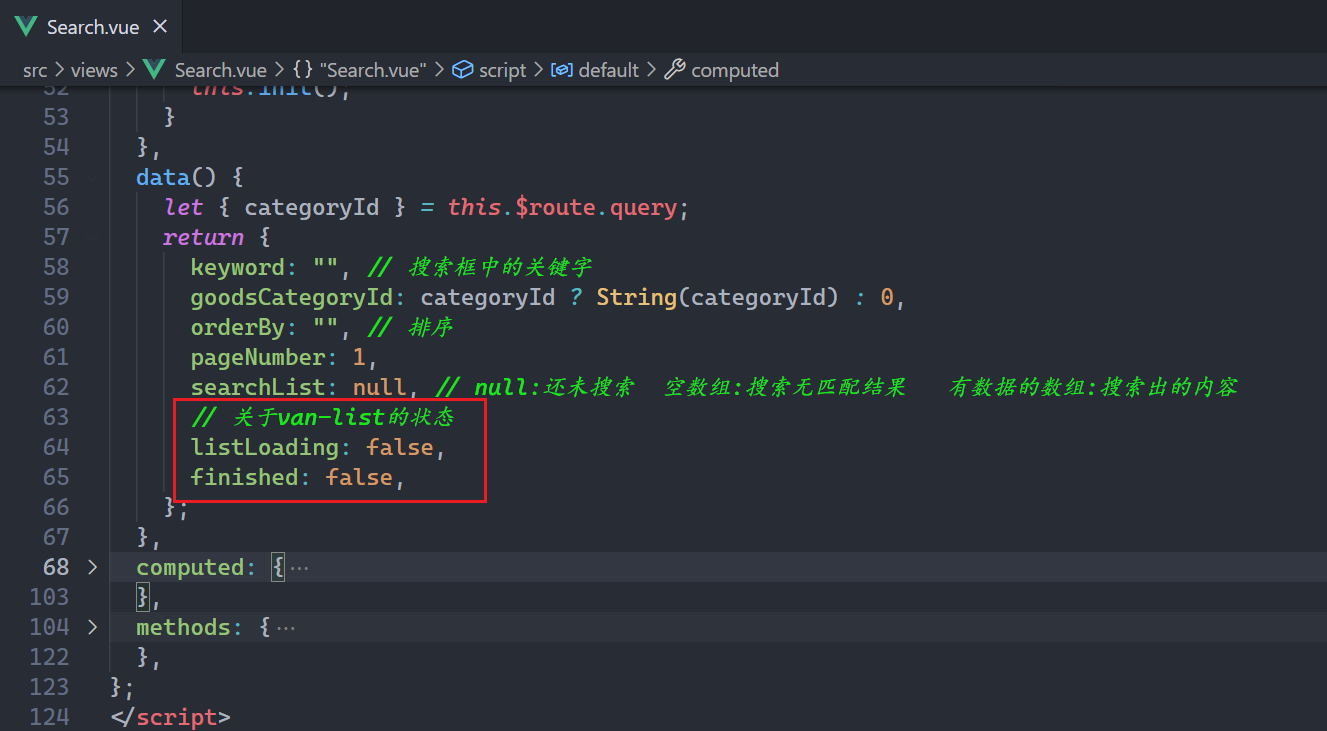 Search.vue
src > views > Search.vue > {} "Search.vue" > script > default > computed
52 this.init();
53 }
54 },
55 data() {
56 let { categoryId } = this.$route.query;
57 return {
58 keyword: "", // 搜索框中的关键字
59 goodsCategoryId: categoryId ? String(categoryId) : 0,
60 orderBy: "", // 排序
61 pageNumber: 1,
62 searchList: null, // null:还未搜索 空数组:搜索无匹配结果 有数据的数组:搜索出的内容
63 // 关于van-list的状态
64 listLoading: false,
65 finished: false,
66 };
67 },
68 computed: {···
103 },
104 methods: {···
122 },
123 };
124 </script>